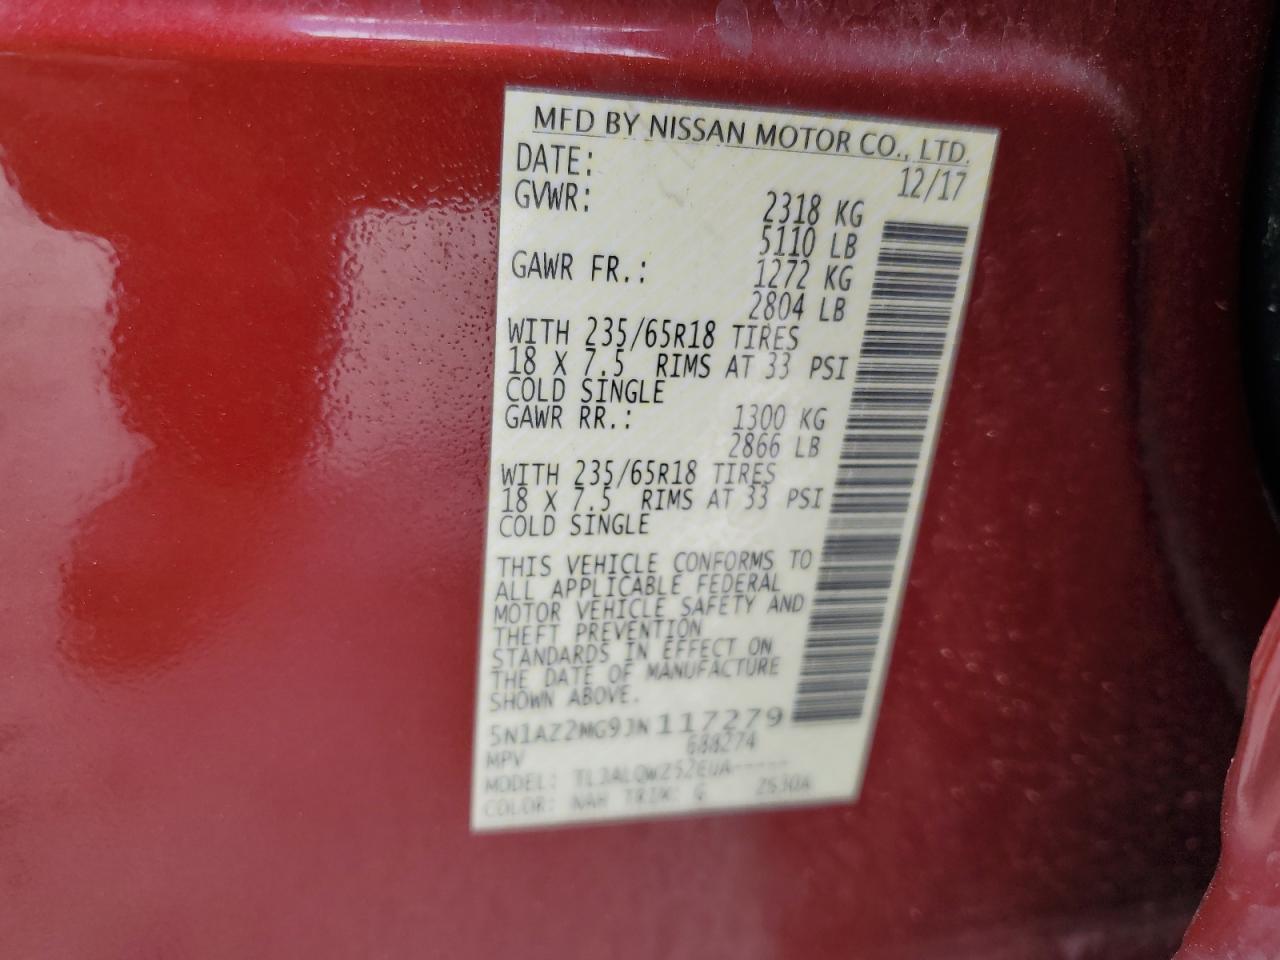 MFD BY NISSAN MOTOR CO., LTD.
DATE: 12/17
GVWR: 2318 KG
5110 LB
GAWR FR.: 1272 KG
2804 LB
WITH 235/65R18 TIRES
18 X 7.5 RIMS AT 33 PSI
COLD SINGLE
GAWR RR.: 1300 KG
2866 LB
WITH 235/65R18 TIRES
18 X 7.5 RIMS AT 33 PSI
COLD SINGLE
THIS VEHICLE CONFORMS TO
ALL APPLICABLE FEDERAL
MOTOR VEHICLE SAFETY AND
THEFT PREVENTION
STANDARDS IN EFFECT ON
THE DATE OF MANUFACTURE
SHOWN ABOVE.
5N1AZ2MG9JN117279
MPV 688274
MODEL:
COLOR: NAH TRIM: G